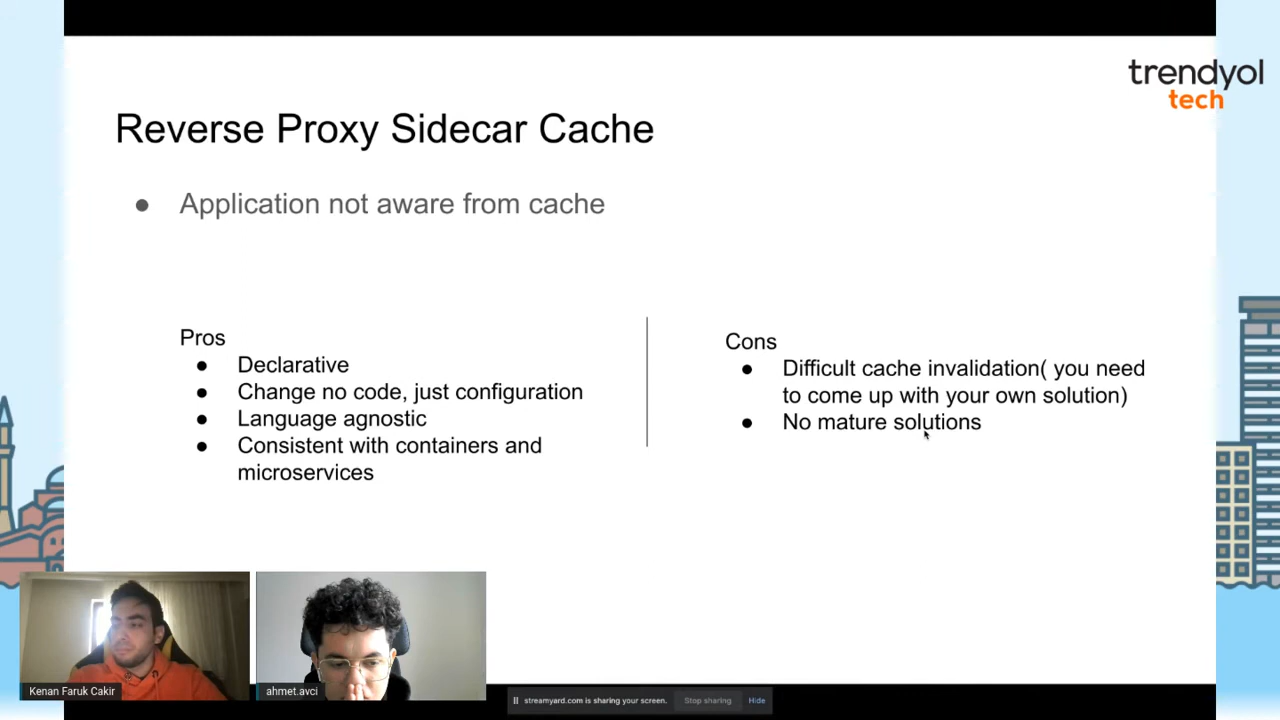 trendyol
tech
Reverse Proxy Sidecar Cache
● Application not aware from cache
Pros
● Declarative
● Change no code, just configuration
● Language agnostic
● Consistent with containers and
microservices
Cons
● Difficult cache invalidation( you need
to come up with your own solution)
● No mature solutions
Kenan Faruk Cakir
ahmet.avci
streamyard.com is sharing your screen.
Stop sharing
Hide